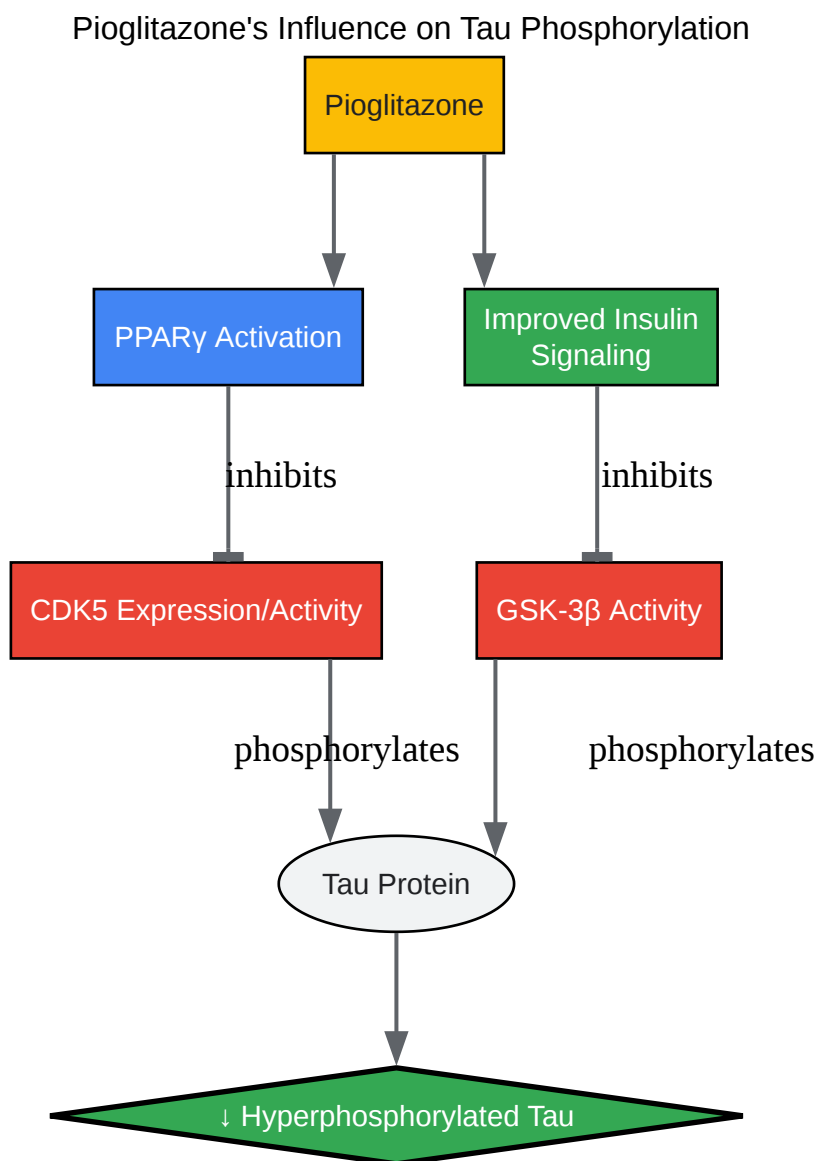 Pioglitazone's Influence on Tau Phosphorylation
Pioglitazone
PPARγ Activation
Improved Insulin
Signaling
inhibits
inhibits
CDK5 Expression/Activity
GSK-3β Activity
phosphorylates
phosphorylates
Tau Protein
↓ Hyperphosphorylated Tau